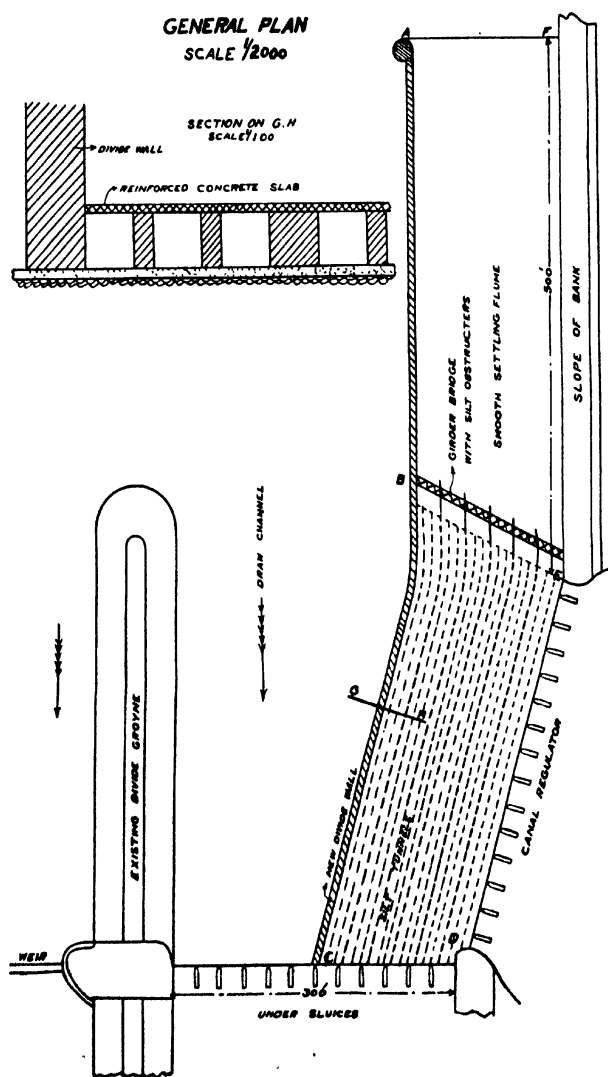 GENERAL PLAN
SCALE 1/2000
SECTION ON G.H
SCALE 1/100
DIVIDE WALL
REINFORCED CONCRETE SLAB
A
F
500'
SLOPE OF BANK
GIRDER BRIDGE
WITH SILT OBSTRUCTERS
SMOOTH SETTLING FLUME
B
E
DRAW CHANNEL
G
H
EXISTING DIVIDE GROYNE
NEW DIVIDE WALL
SILT TUNNELS
CANAL REGULATOR
WEIR
C
D
306'
UNDER SLUICES